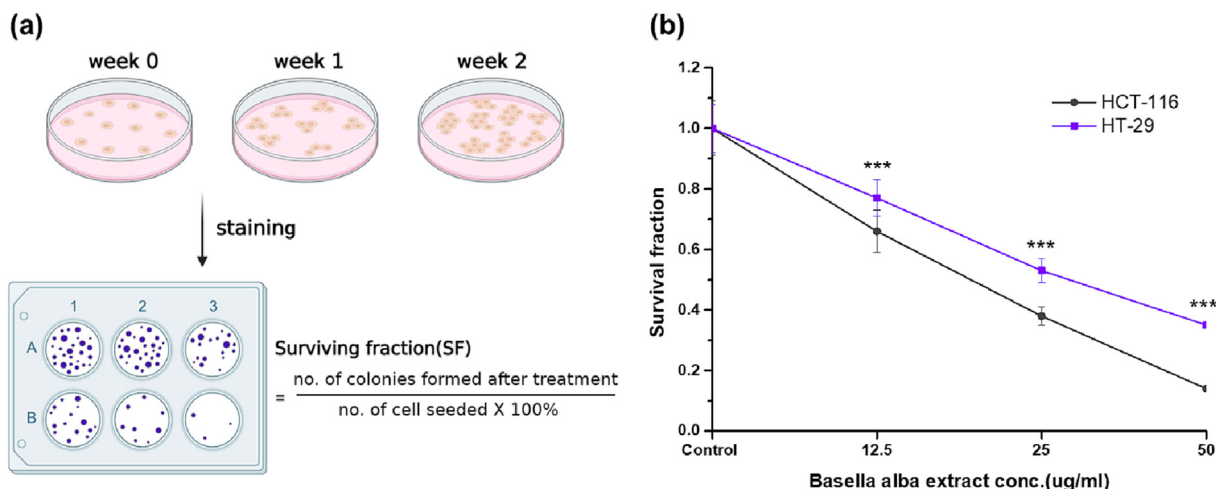 (a)
week 0
week 1
week 2
staining
1 2 3
A
B
Surviving fraction(SF)
= no. of colonies formed after treatment
no. of cell seeded X 100%
(b)
HCT-116
HT-29
***
***
***
Survival fraction
1.2
1.0
0.8
0.6
0.4
0.2
0.0
Control 12.5 25 50
Basella alba extract conc.(ug/ml)